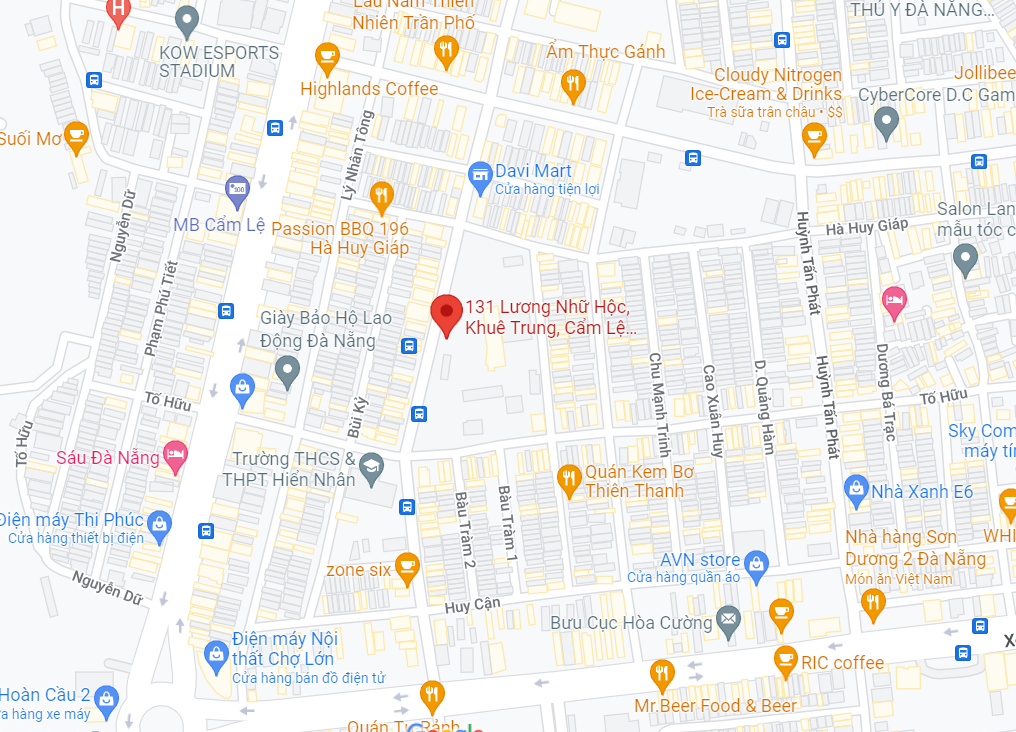 Lẩu Nấm Thiên
Nhiên Trần Phố
THÚ Y ĐÀ NẴNG...
H
KOW ESPORTS
STADIUM
Ẩm Thực Gánh
Highlands Coffee
Cloudy Nitrogen
Ice-Cream & Drinks
Trà sữa trân châu • $$
Jollibee
CyberCore D.C Gam
Suối Mơ
Lý Nhân Tông
Davi Mart
Cửa hàng tiện lợi
MB Cẩm Lệ
Passion BBQ 196
Hà Huy Giáp
Nguyễn Dữ
Hà Huy Giáp
Salon Lan
mẫu tóc c
Huỳnh Tấn Phát
Phạm Phú Tiết
131 Lương Nhữ Hộc,
Khuê Trung, Cẩm Lệ...
Giày Bảo Hộ Lao
Động Đà Nẵng
Chu Mạnh Trinh
Cao Xuân Huy
D. Quảng Hàm
Huỳnh Tấn Phát
Dương Bá Trạc
Tố Hữu
Tố Hữu
Bùi Kỷ
Tố Hữu
Sáu Đà Nẵng
Trường THCS &
THPT Hiển Nhân
Quán Kem Bơ
Thiên Thanh
Sky Com
máy tín
Nhà Xanh E6
Bàu Tràm 2
Bàu Tràm 1
Điện máy Thi Phúc
Cửa hàng thiết bị điện
Nhà hàng Sơn
Dương 2 Đà Nẵng
Món ăn Việt Nam
WHI
AVN store
Cửa hàng quần áo
zone six
Nguyễn Dữ
Huy Cận
Bưu Cục Hòa Cường
Điện máy Nội
thất Chợ Lớn
Cửa hàng bán đồ điện tử
RIC coffee
Hoàn Cầu 2
a hàng xe máy
Mr.Beer Food & Beer
Google